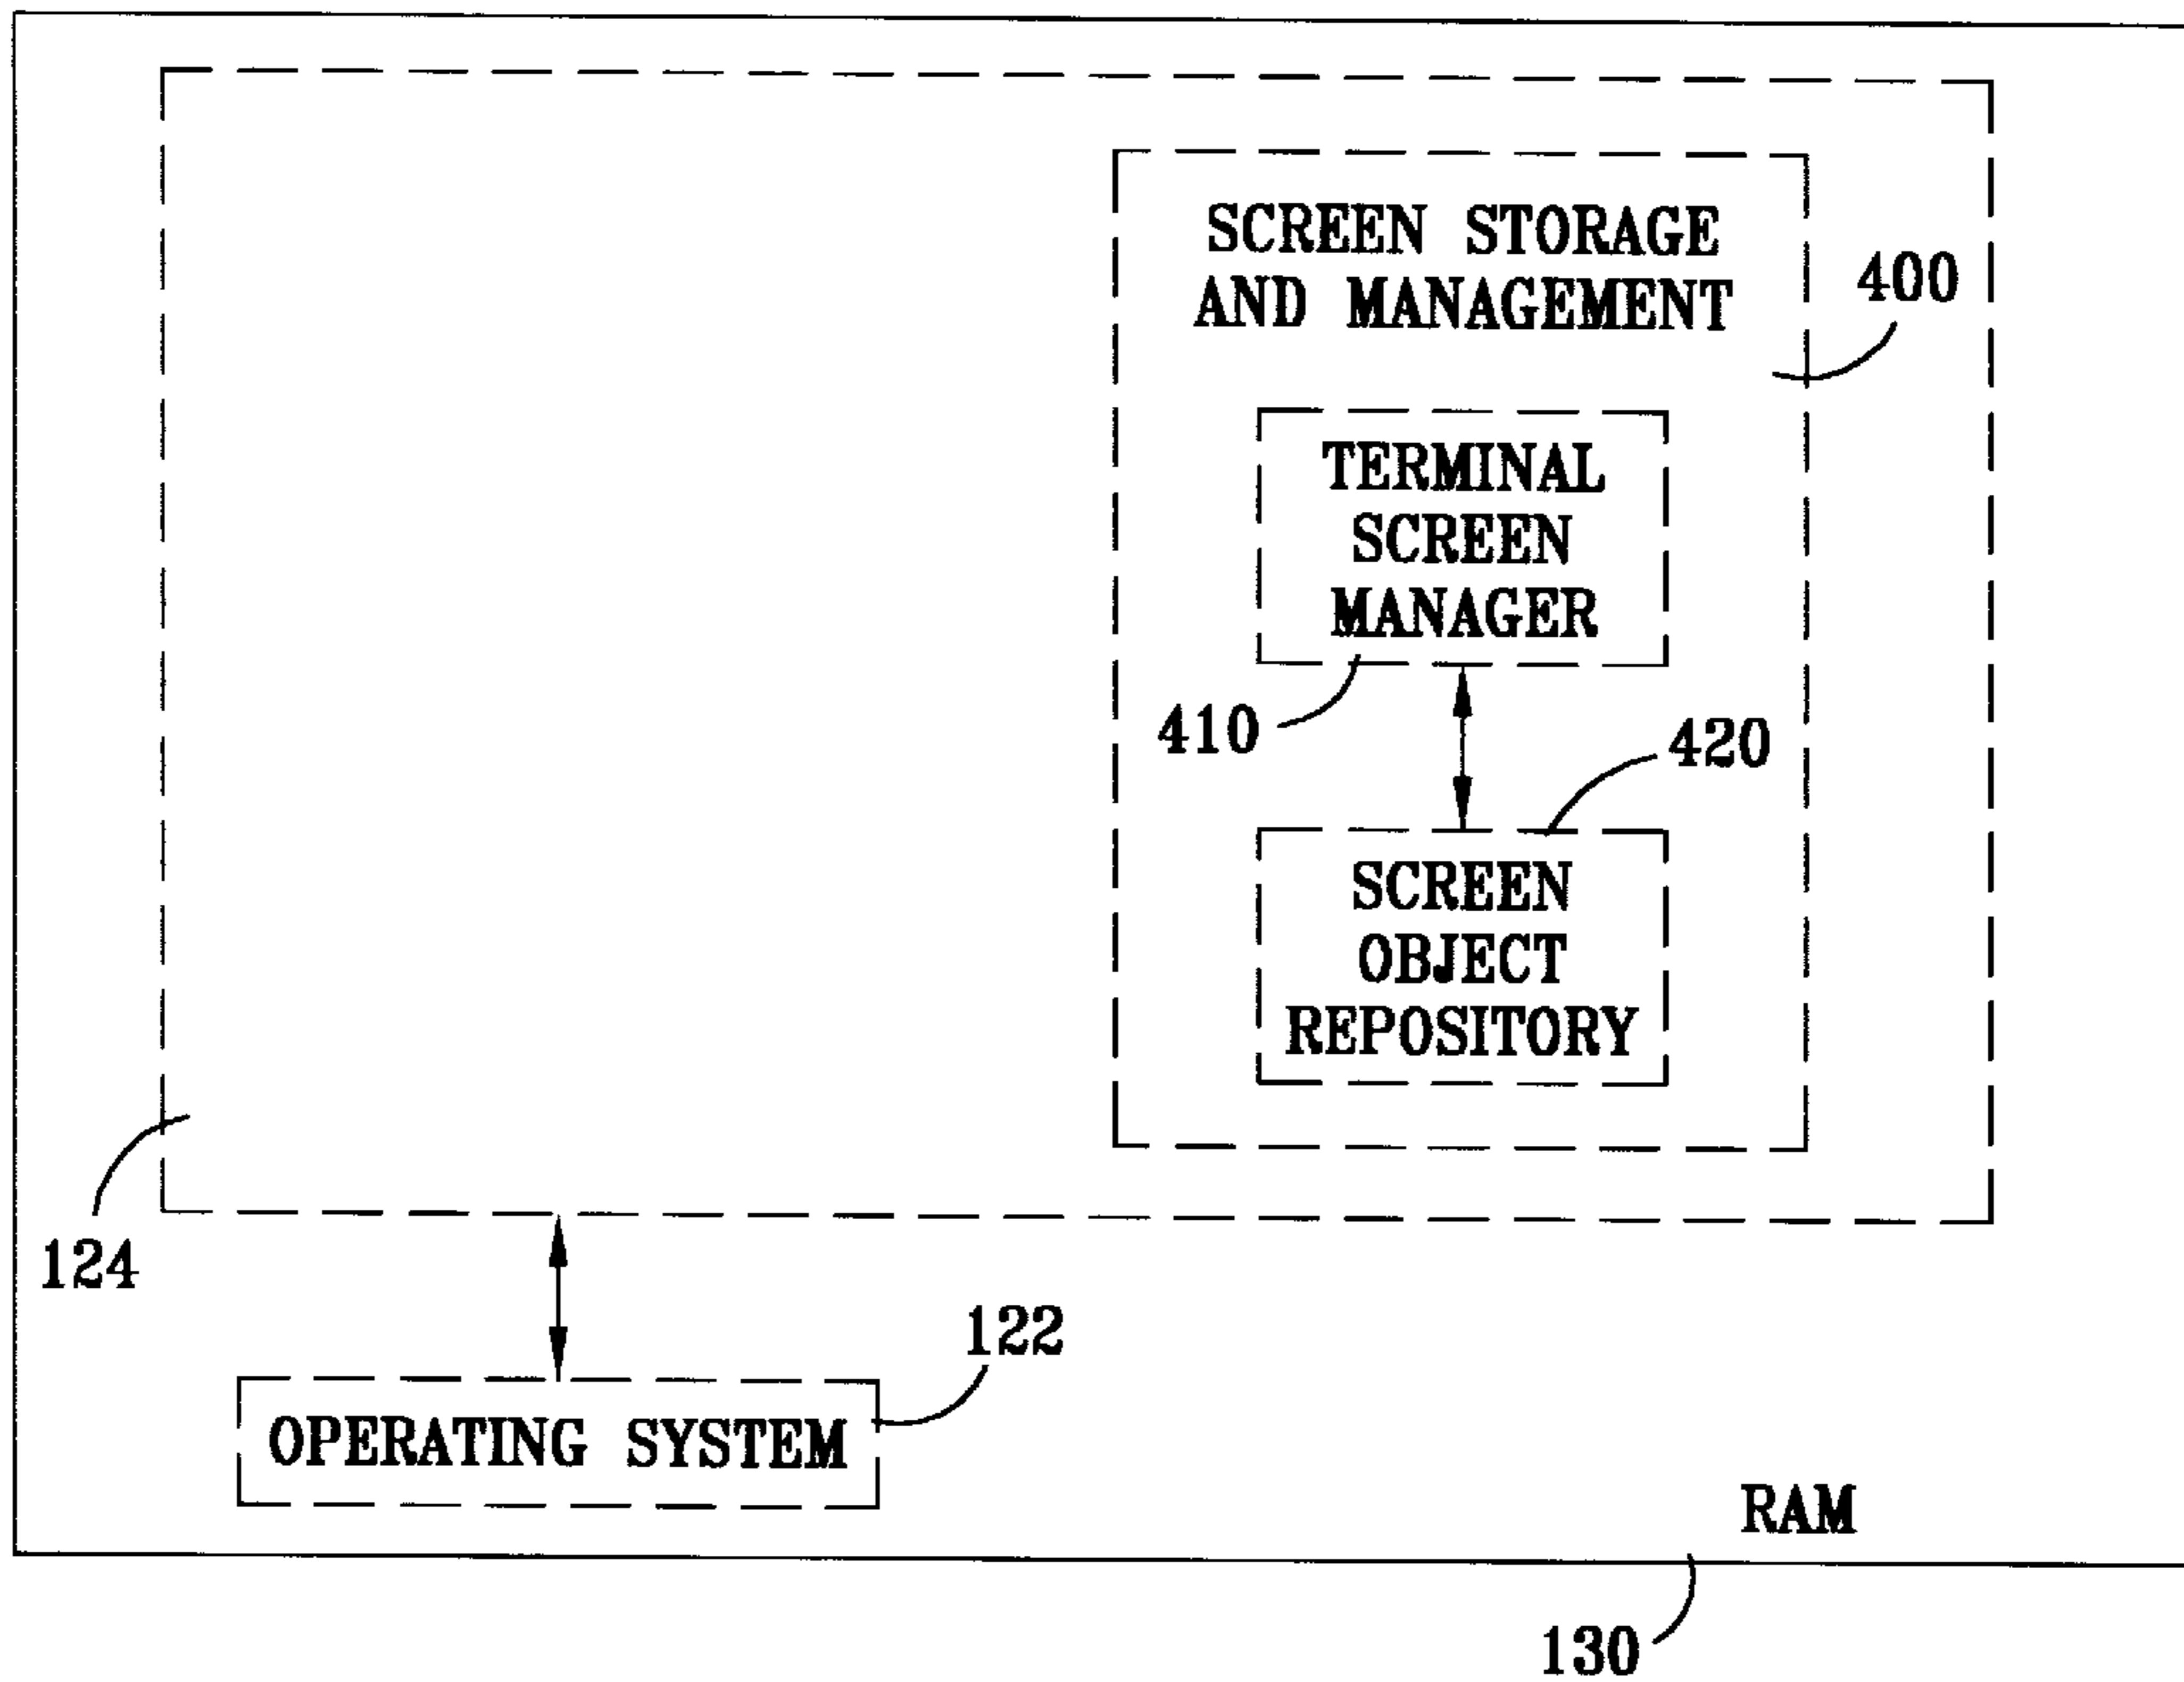 SCREEN STORAGE
AND MANAGEMENT
400
TERMINAL
SCREEN
MANAGER
410
420
SCREEN
OBJECT
REPOSITORY
124
122
OPERATING SYSTEM
RAM
130